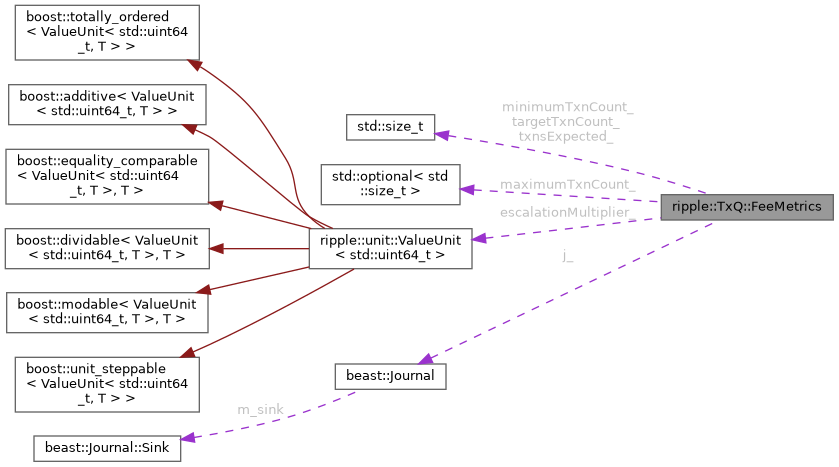 boost::totally_ordered
< ValueUnit< std::uint64
_t, T > >
boost::additive< ValueUnit
< std::uint64_t, T > >
boost::equality_comparable
< ValueUnit< std::uint64
_t, T >, T >
boost::dividable< ValueUnit
< std::uint64_t, T >, T >
boost::modable< ValueUnit
< std::uint64_t, T >, T >
boost::unit_steppable
< ValueUnit< std::uint64
_t, T > >
beast::Journal::Sink
ripple::unit::ValueUnit
< std::uint64_t >
std::size_t
std::optional< std
::size_t >
beast::Journal
m_sink
minimumTxnCount_
targetTxnCount_
txnsExpected_
maximumTxnCount_
escalationMultiplier_
j_
ripple::TxQ::FeeMetrics